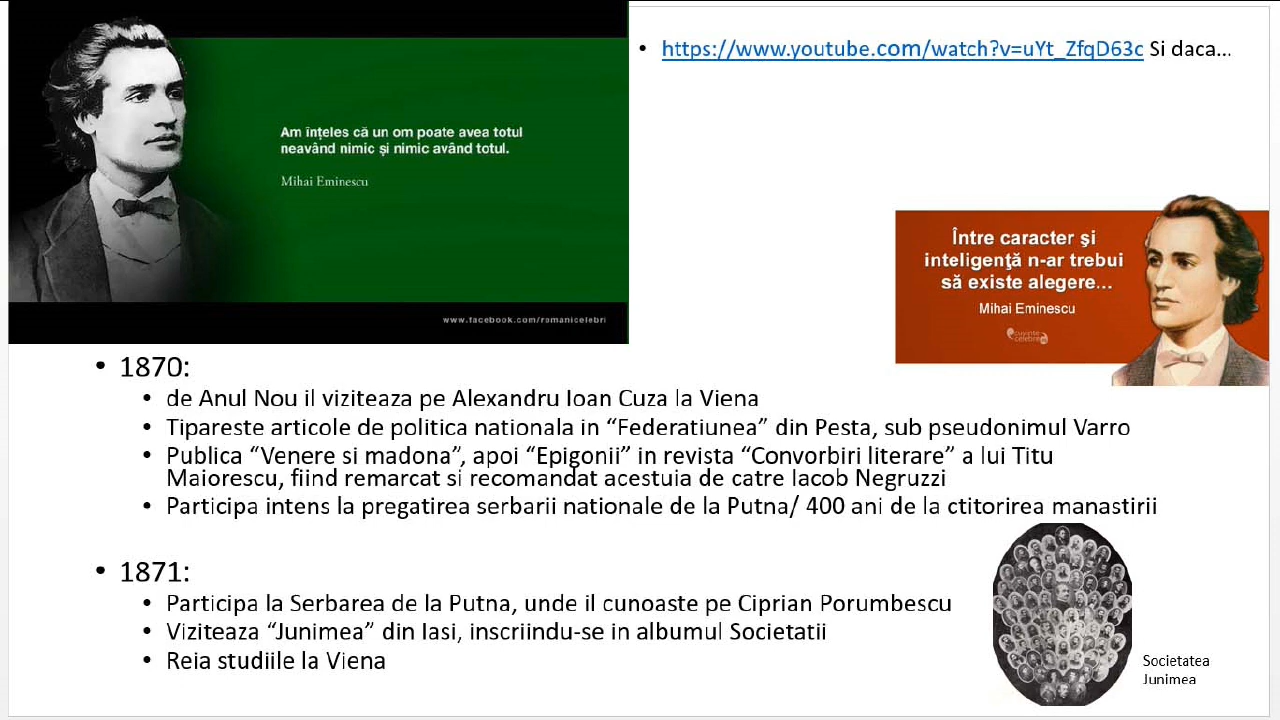 Am înțeles că un om poate avea totul
neavând nimic și nimic având totul.
Mihai Eminescu
www.facebook.com/romanicelebri
• https://www.youtube.com/watch?v=uYt_ZfqD63c Si daca...
Între caracter şi
inteligenţă n-ar trebui
să existe alegere...
Mihai Eminescu
cuvinte
celebre
• 1870:
• de Anul Nou il viziteaza pe Alexandru Ioan Cuza la Viena
• Tipareste articole de politica nationala in “Federatiunea” din Pesta, sub pseudonimul Varro
• Publica “Venere si madona”, apoi “Epigonii” in revista “Convorbiri literare” a lui Titu
Maiorescu, fiind remarcat si recomandat acestuia de catre Iacob Negruzzi
• Participa intens la pregatirea serbarii nationale de la Putna/ 400 ani de la ctitorirea manastirii
• 1871:
• Participa la Serbarea de la Putna, unde il cunoaste pe Ciprian Porumbescu
• Viziteaza “Junimea” din Iasi, inscriindu-se in albumul Societatii
• Reia studiile la Viena
Societatea
Junimea